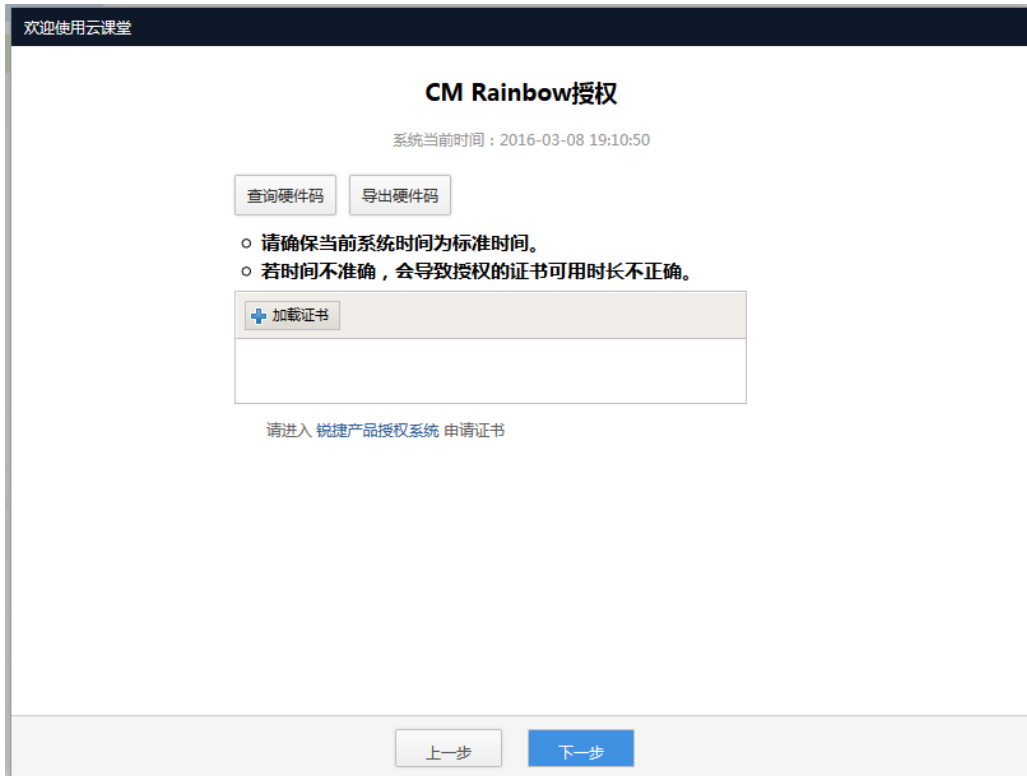 欢迎使用云课堂
CM Rainbow授权
系统当前时间：2016-03-08 19:10:50
查询硬件码 导出硬件码
请确保当前系统时间为标准时间。
若时间不准确，会导致授权的证书可用时长不正确。
加载证书
请进入 锐捷产品授权系统 申请证书
上一步 下一步